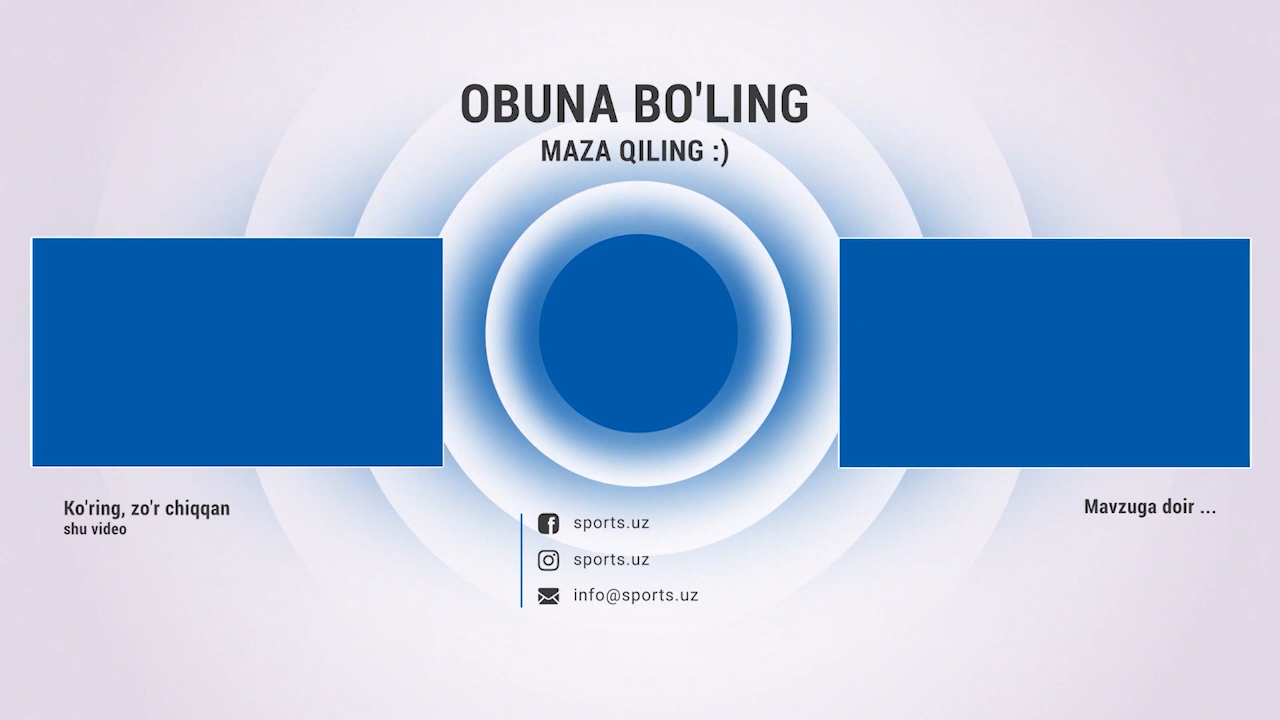 OBUNA BO'LING
MAZA QILING :)
Ko'ring, zo'r chiqqan
shu video
Mavzuga doir ...
sports.uz
sports.uz
info@sports.uz